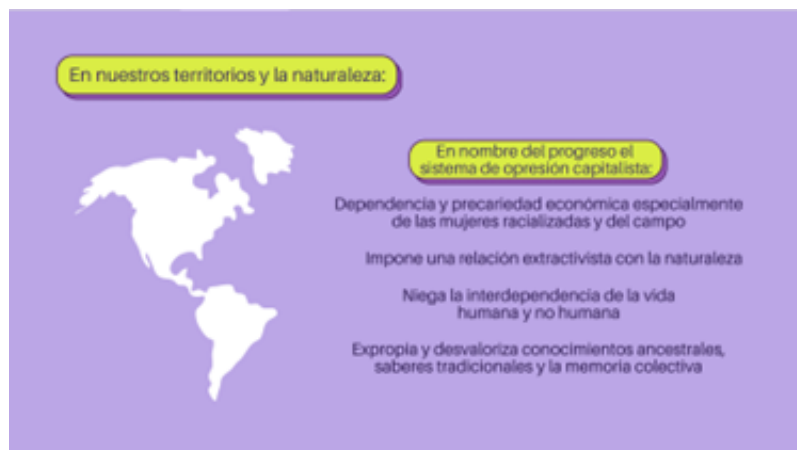 En nuestros territorios y la naturaleza:
En nombre del progreso el
sistema de opresión capitalista:
Dependencia y precariedad económica especialmente
de las mujeres racializadas y del campo
Impone una relación extractivista con la naturaleza
Niega la interdependencia de la vida
humana y no humana
Expropia y desvaloriza conocimientos ancestrales,
saberes tradicionales y la memoria colectiva